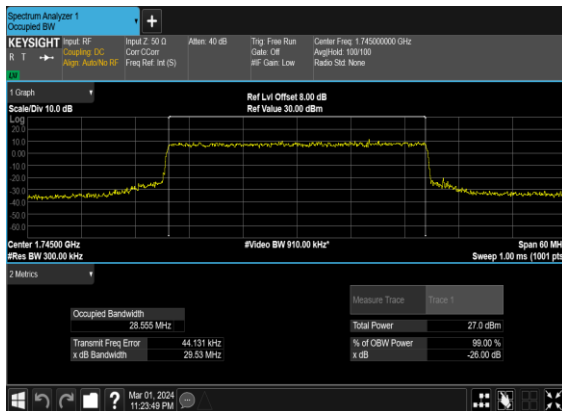 Spectrum Analyzer 1
Occupied BW
KEYSIGHT
R T
Input: RF
Coupling: DC
Align: Auto/No RF
Input Z: 50 Ω
Corr CCorr
Freq Ref: Int (S)
Atten: 40 dB
Trig: Free Run
Gate: Off
#IF Gain: Low
Center Freq: 1.745000000 GHz
Avg|Hold: 100/100
Radio Std: None
1 Graph
Scale/Div 10.0 dB
Ref Lvl Offset 8.00 dB
Ref Value 30.00 dBm
Log
20.0
10.0
0.00
-10.0
-20.0
-30.0
-40.0
-50.0
-60.0
Center 1.74500 GHz
#Video BW 910.00 kHz*
Span 60 MH
#Res BW 300.00 kHz
Sweep 1.00 ms (1001 pts
2 Metrics
Measure Trace Trace 1
Occupied Bandwidth
28.555 MHz
Total Power 27.0 dBm
Transmit Freq Error 44.131 kHz
% of OBW Power 99.00 %
x dB Bandwidth 29.53 MHz
x dB -26.00 dB
Mar 01, 2024
11:23:49 PM